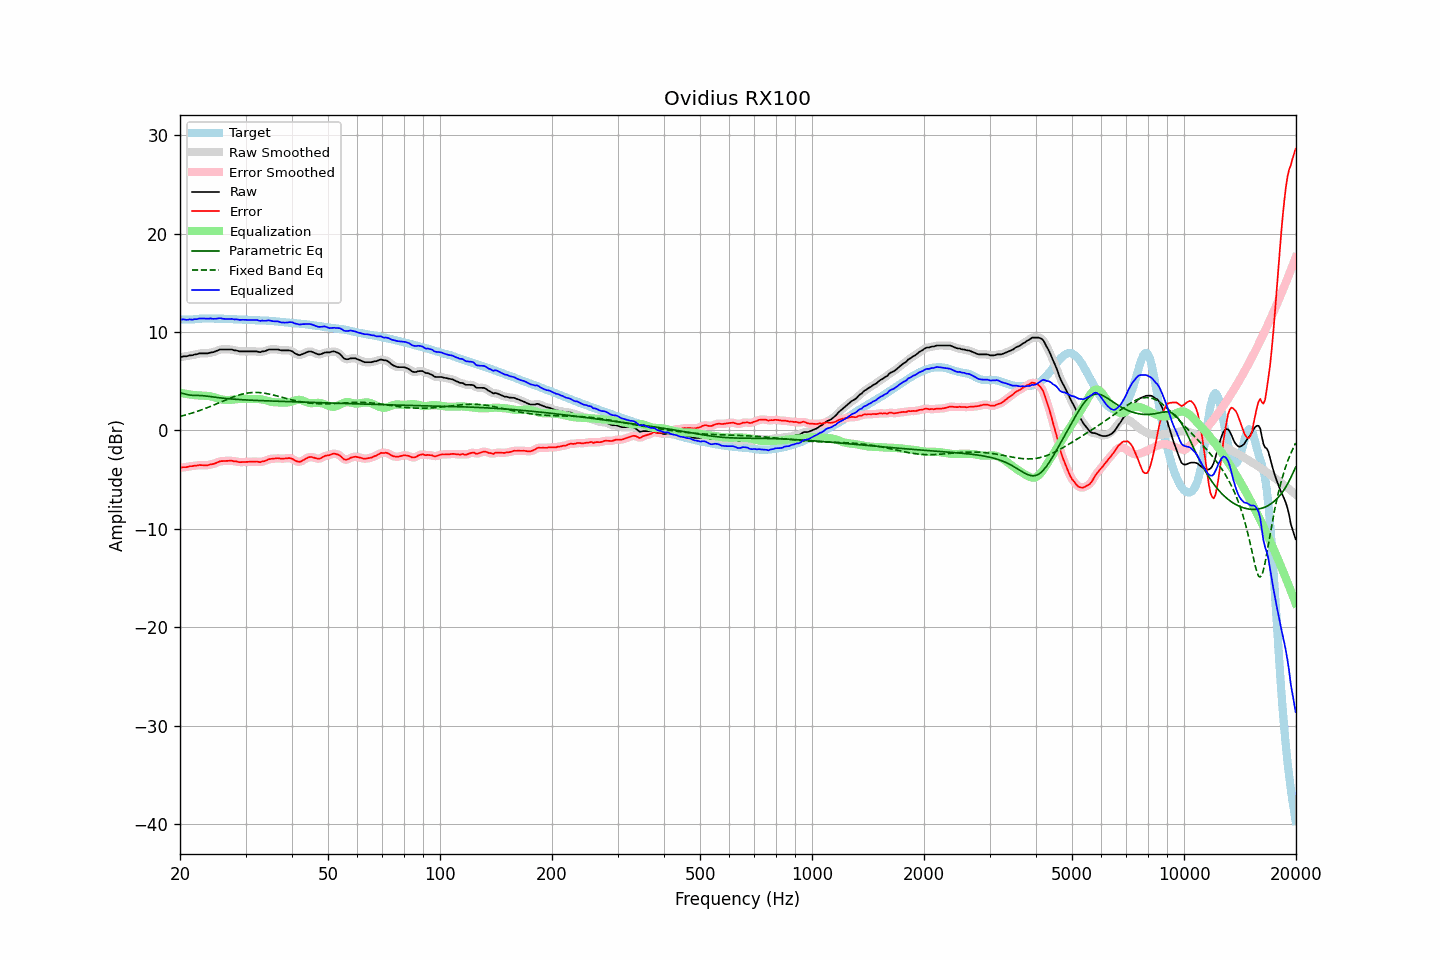 Ovidius RX100
Target
Raw Smoothed
Error Smoothed
Raw
Error
Equalization
Parametric Eq
Fixed Band Eq
Equalized
30
20
10
0
−10
−20
−30
−40
Amplitude (dBr)
20
50
100
200
500
1000
2000
5000
10000
20000
Frequency (Hz)